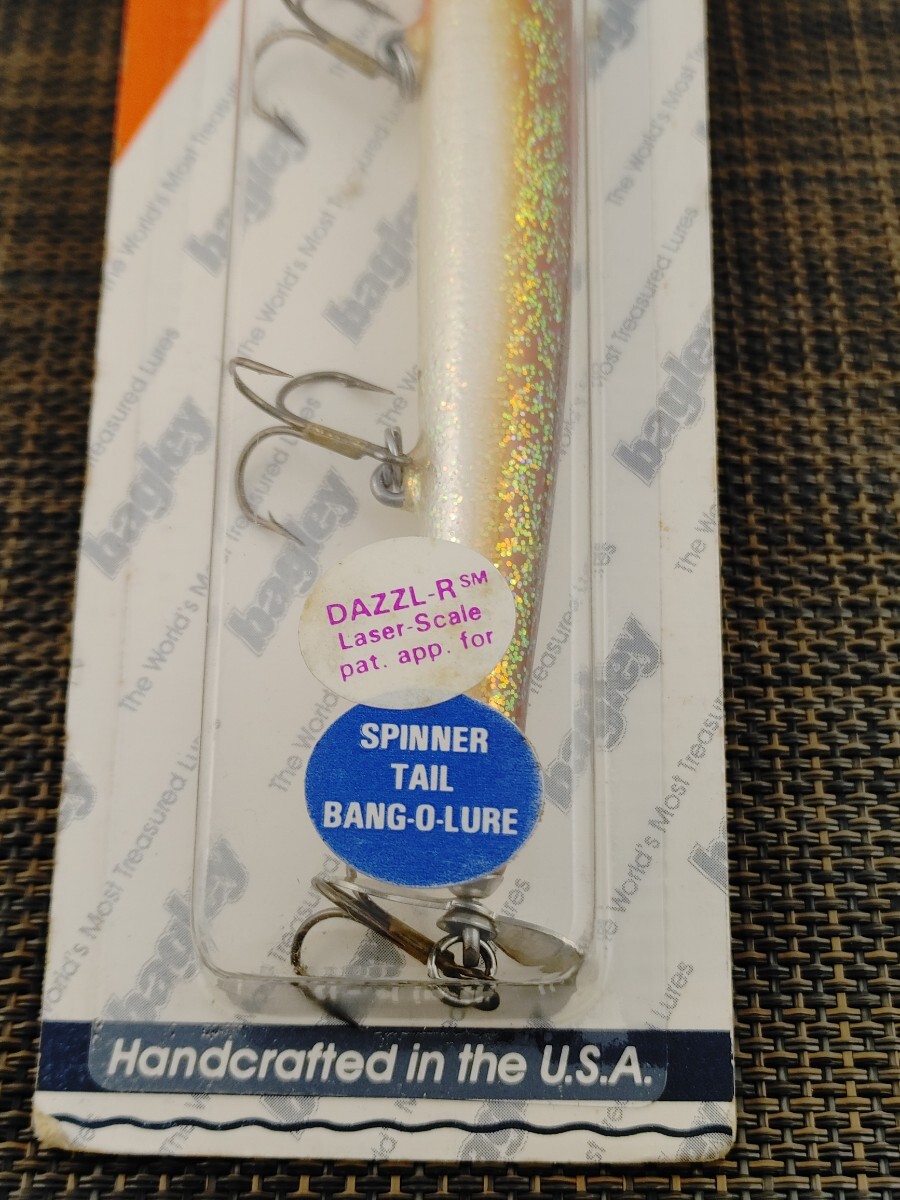 The World's Most Treasured Lures
bagley
DAZZL-R SM
Laser-Scale
pat. app. for
SPINNER
TAIL
BANG-O-LURE
Handcrafted in the U.S.A.